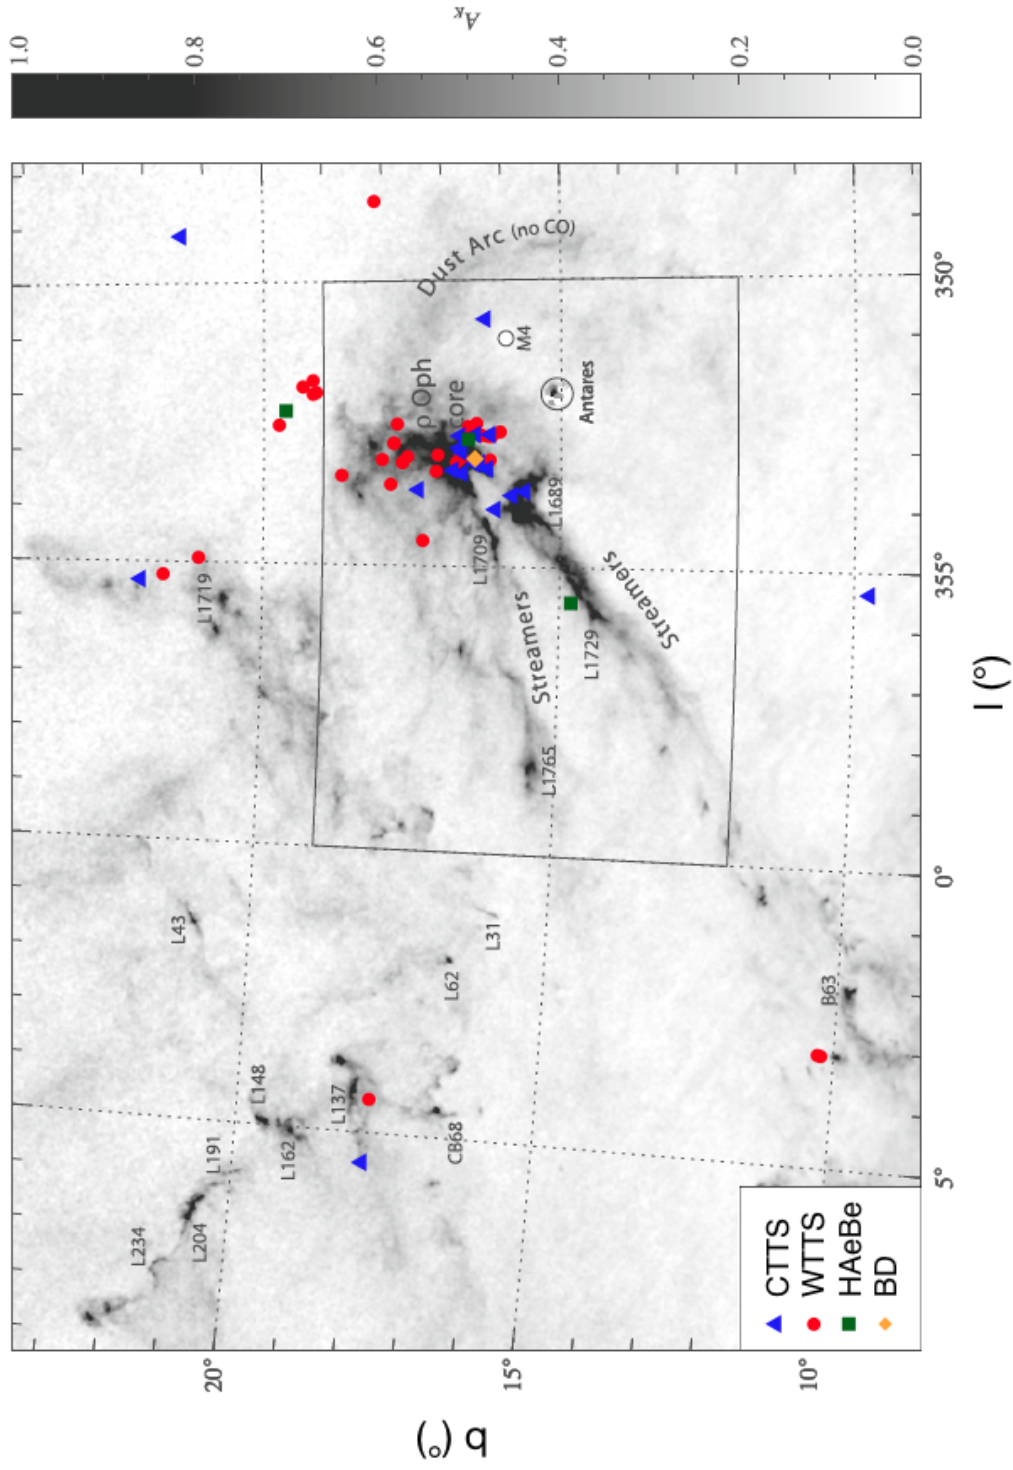 1.0
0.8
0.6
0.4
0.2
0.0
A_K
Dust Arc (no CO)
350°
M4
ρ Oph
core
Antares
L1689
L1709
L1719
355°
Streamers
Streamers
L1729
L1765
l (°)
0°
L43
L31
L62
B63
L148
L137
L191
L162
CB68
5°
L234
L204
CTTS
WTTS
HAeBe
BD
20°
15°
10°
b (°)